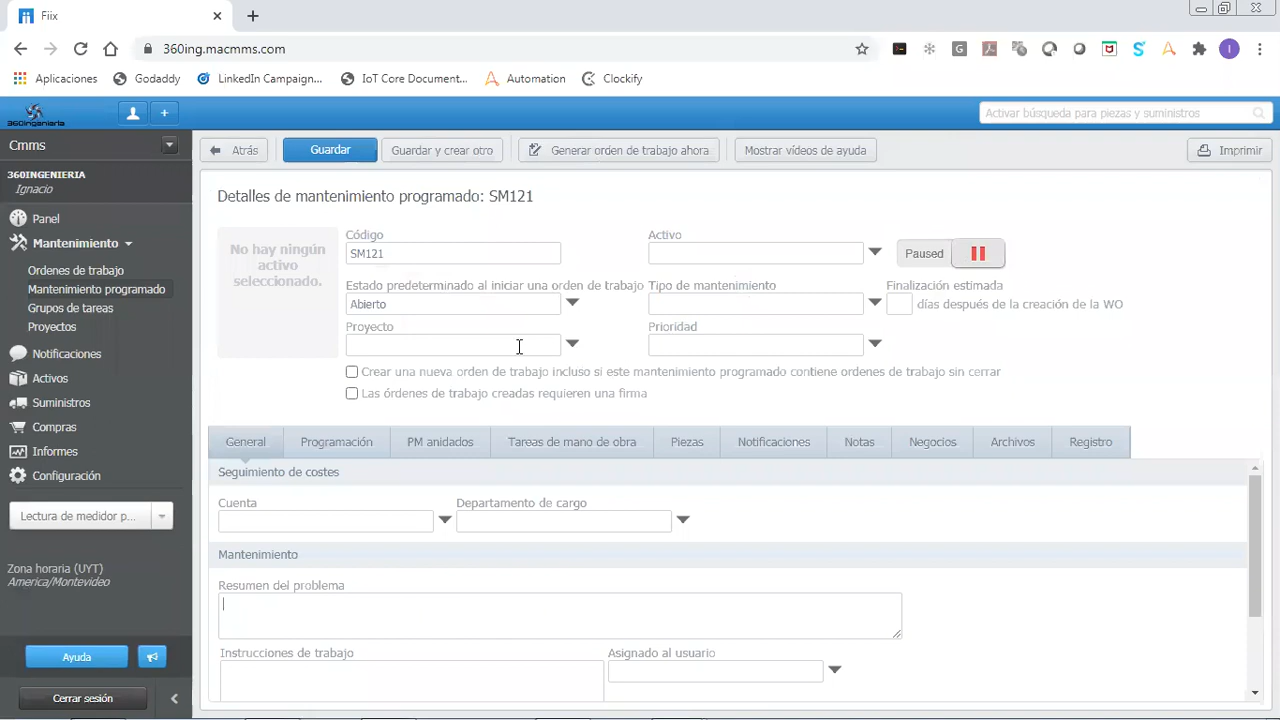 Fiix
360ing.macmms.com
Aplicaciones
Godaddy
LinkedIn Campaign...
IoT Core Document...
Automation
Clockify
360ingenieria
Activar búsqueda para piezas y suministros
Cmms
360INGENIERIA
Ignacio
Panel
Mantenimiento
Ordenes de trabajo
Mantenimiento programado
Grupos de tareas
Proyectos
Notificaciones
Activos
Suministros
Compras
Informes
Configuración
Lectura de medidor p...
Zona horaria (UYT)
America/Montevideo
Ayuda
Cerrar sesión
Atrás
Guardar
Guardar y crear otro
Generar orden de trabajo ahora
Mostrar vídeos de ayuda
Imprimir
Detalles de mantenimiento programado: SM121
No hay ningún
activo
seleccionado.
Código
SM121
Activo
Paused
Estado predeterminado al iniciar una orden de trabajo
Abierto
Tipo de mantenimiento
Finalización estimada
días después de la creación de la WO
Proyecto
Prioridad
Crear una nueva orden de trabajo incluso si este mantenimiento programado contiene ordenes de trabajo sin cerrar
Las órdenes de trabajo creadas requieren una firma
General
Programación
PM anidados
Tareas de mano de obra
Piezas
Notificaciones
Notas
Negocios
Archivos
Registro
Seguimiento de costes
Cuenta
Departamento de cargo
Mantenimiento
Resumen del problema
Instrucciones de trabajo
Asignado al usuario